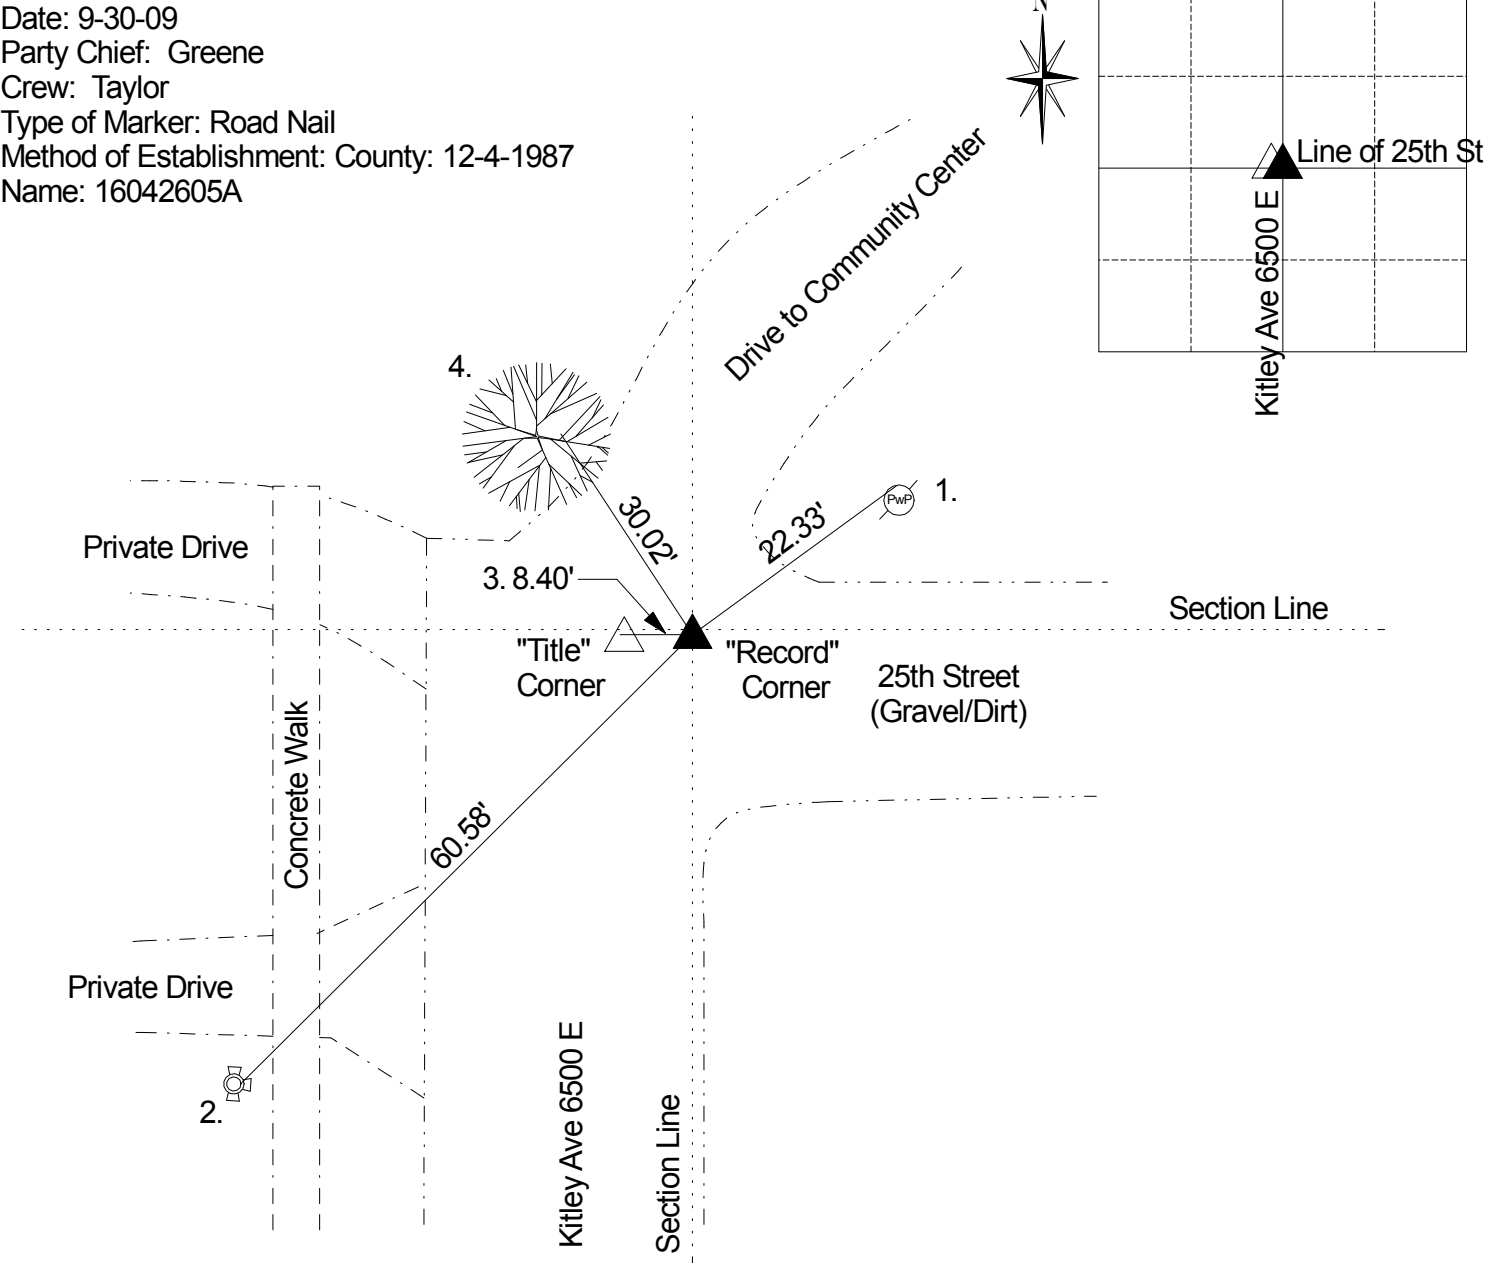 Date: 9-30-09
Party Chief: Greene
Crew: Taylor
Type of Marker: Road Nail
Method of Establishment: County: 12-4-1987
Name: 16042605A
N
Line of 25th St
Kitley Ave 6500 E
Drive to Community Center
4.
PwP
1.
30.02'
22.33'
Private Drive
3. 8.40'
Section Line
"Title"
Corner
"Record"
Corner
25th Street
(Gravel/Dirt)
Concrete Walk
60.58'
Private Drive
2.
Kitley Ave 6500 E
Section Line